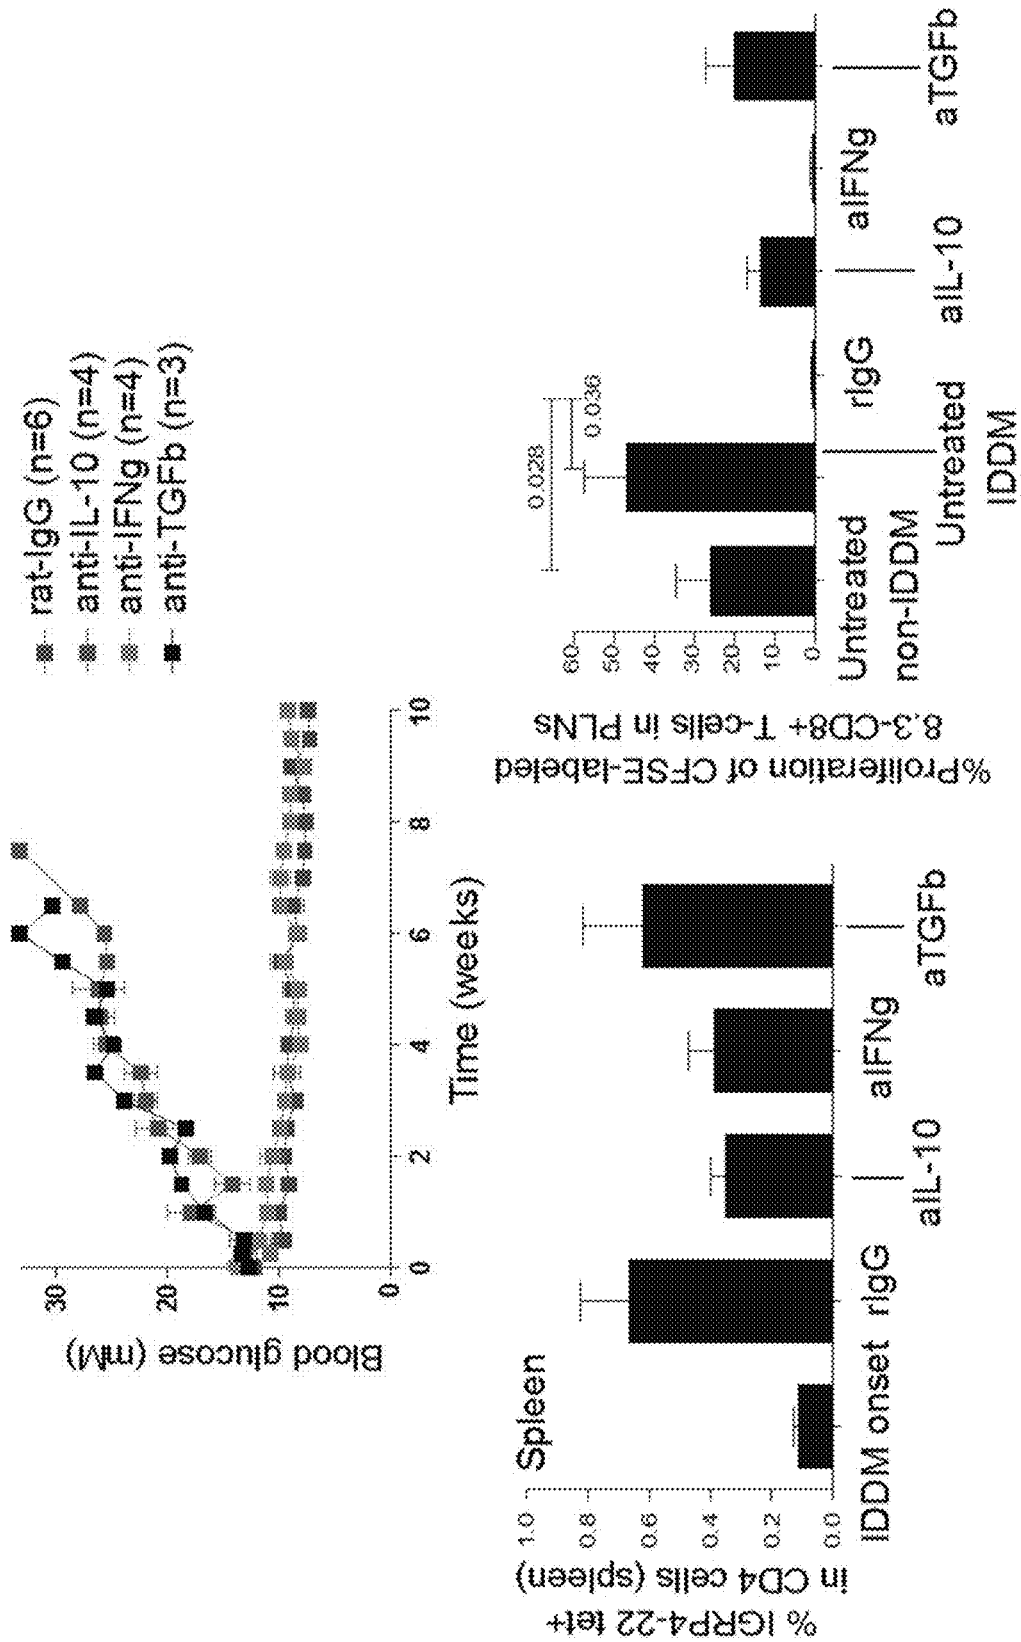 rat-IgG (n=6)
anti-IL-10 (n=4)
anti-IFNg (n=4)
anti-TGFb (n=3)
Blood glucose (mM)
30
20
10
0
0 2 4 6 8 10
Time (weeks)
% IGRP4-22 tet+
in CD4 cells (spleen)
Spleen
1.0
0.8
0.6
0.4
0.2
0.0
IDDM onset rIgG aIL-10 aIFNg aTGFb
%Proliferation of CFSE-labeled
8.3-CD8+ T-cells in PLNs
60
50
40
30
20
10
0
0.028
0.036
Untreated
non-IDDM
Untreated
IDDM
rIgG aIL-10 aIFNg aTGFb